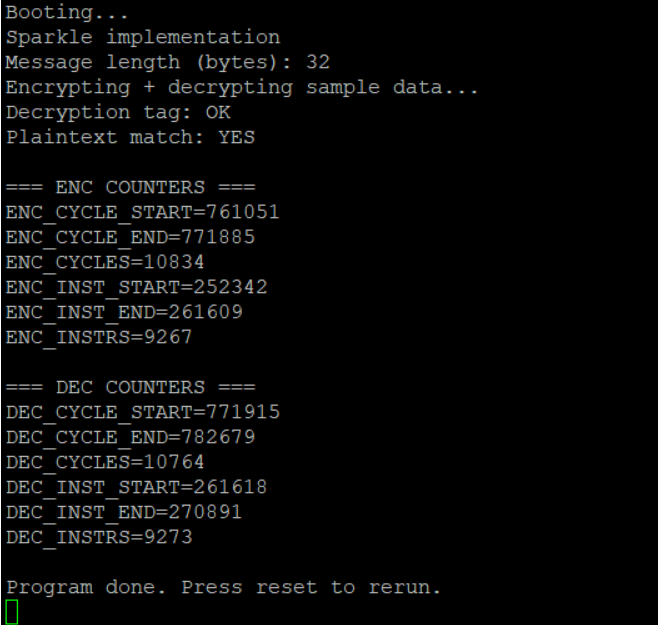 Booting...
Sparkle implementation
Message length (bytes): 32
Encrypting + decrypting sample data...
Decryption tag: OK
Plaintext match: YES
=== ENC COUNTERS ===
ENC_CYCLE_START=761051
ENC_CYCLE_END=771885
ENC_CYCLES=10834
ENC_INST_START=252342
ENC_INST_END=261609
ENC_INSTRS=9267
=== DEC COUNTERS ===
DEC_CYCLE_START=771915
DEC_CYCLE_END=782679
DEC_CYCLES=10764
DEC_INST_START=261618
DEC_INST_END=270891
DEC_INSTRS=9273
Program done. Press reset to rerun.